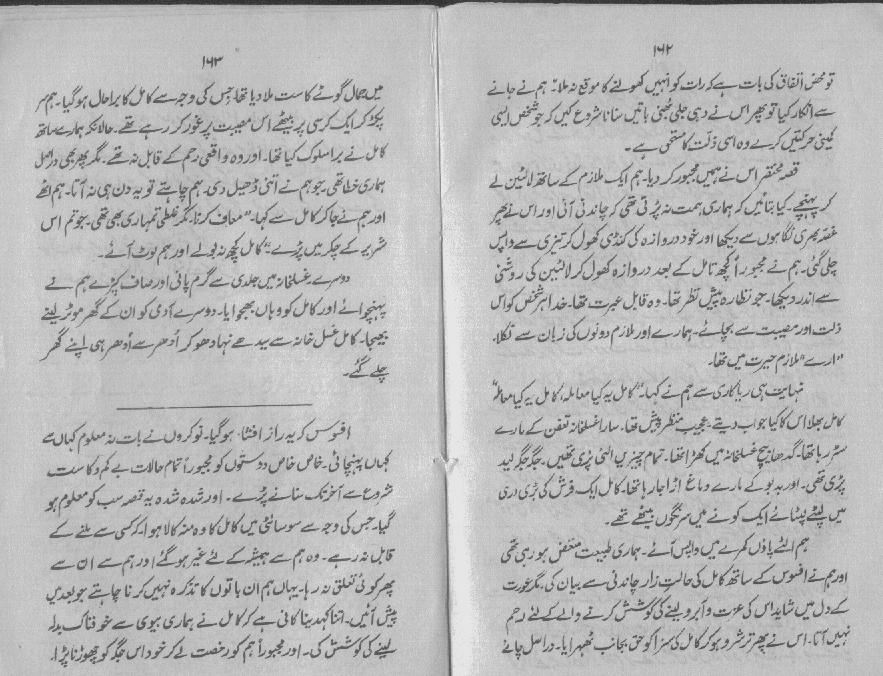 ۱۶۲
تو محض اتفاق کی بات ہے کہ رات کو انہیں کھولنے کا موقع نہ ملا۔" ہم نے جانے
سے انکار کیا تو پھر اس نے وہی جلی بھنی باتیں سنانا شروع کیں کہ جو شخص ایسی
کمینی حرکتیں کرے وہ اسی ذلت کا مستحق ہے۔
قصہ مختصر اس نے ہمیں مجبور کر دیا۔ ہم ایک ملازم کے ساتھ لالٹین لے
کر پہنچے۔ کیا بتائیں کہ ہماری ہمت نہ پڑتی تھی کہ چاندنی آئی اور اس نے پھر
غصہ بھری نگاہوں سے دیکھا اور خود دروازہ کی کنڈی کھول کر تیزی سے واپس
چلی گئی۔ ہم نے مجبوراً کچھ تامل کے بعد دروازہ کھول کر لالٹین کی روشنی
سے اندر دیکھا۔ جو نظارہ پیش نظر تھا۔ وہ قابل عبرت تھا۔ خدا ہر شخص کو اس
ذلت اور مصیبت سے بچائے۔ ہمارے اور ملازم دونوں کی زبان سے نکلا۔
"ارے" ملازم حیرت میں تھا۔
نہایت ہی ریاکاری سے ہم نے کہا۔ "کامل یہ کیا معاملہ، کامل یہ کیا معاملہ"
کامل بھلا اس کا کیا جواب دیتے۔ عجیب منظر پیش تھا۔ سارا غسلخانہ تعفن کے مارے
سڑ رہا تھا۔ گدھا بیچ غسلخانہ میں کھڑا تھا۔ تمام چیزیں الٹی پڑی تھیں۔ جگہ جگہ لید
پڑی تھی۔ اور بدبو کے مارے دماغ اڑا جا رہا تھا۔ کامل ایک فرش کی بڑی دری
میں لپٹے لپٹائے ایک کونے میں سرنگوں بیٹھے تھے۔
ہم الٹے پاؤں کمرے میں واپس آئے۔ ہماری طبیعت منغض ہو رہی تھی
اور ہم نے افسوس کے ساتھ کامل کی حالتِ زار چاندنی سے بیان کی۔ مگر عورت
کے دل میں شاید اس کی عزت و آبرو لینے کی کوشش کرنے والے کے لئے رحم
نہیں آتا۔ اس نے پھر ترشرو ہو کر کامل کی سزا کو حق بجانب ٹھہرایا۔ دراصل چائے
۱۶۳
میں جمال گوٹے کا ست ملا دیا تھا۔ جس کی وجہ سے کامل کا برا حال ہو گیا۔ ہم سر
پکڑ کر ایک کرسی پر بیٹھے اس مصیبت پر غور کر رہے تھے۔ حالانکہ ہمارے ساتھ
کامل نے برا سلوک کیا تھا۔ اور وہ واقعی رحم کے قابل نہ تھے۔ مگر پھر بھی دراصل
ہماری خطا تھی۔ جو ہم نے اتنی ڈھیل دی۔ ہم چاہتے تو یہ دن ہی نہ آتا۔ ہم اٹھے
اور ہم نے جا کر کامل سے کہا۔ "معاف کرنا۔ مگر غلطی تمہاری بھی تھی۔ جو تم اس
شریر کے چکر میں پڑے۔" کامل کچھ نہ بولے اور ہم لوٹ آئے۔
دوسرے غسلخانہ میں جلدی سے گرم پانی اور صاف کپڑے ہم نے
پہنچوائے اور کامل کو وہاں بھجوایا۔ دوسرے آدمی کو ان کے گھر موٹر لینے
بھیجا۔ کامل غسل خانہ سے سیدھے نہا دھو کر اُدھر سے اُدھر ہی اپنے گھر
چلے گئے۔
افسوس کہ یہ راز افشا ہو گیا۔ نوکروں نے بات نہ معلوم کہاں سے
کہاں پہنچائی۔ خاص خاص دوستوں کو مجبوراً تمام حالات بے کم و کاست
شروع سے آخر تک سنانے پڑے۔ اور شدہ شدہ یہ قصہ سب کو معلوم ہو
گیا۔ جس کی وجہ سے سوسائٹی میں کامل کا وہ منہ کالا ہوا کہ کسی سے ملنے کے
قابل نہ رہے۔ وہ ہم سے ہمیشہ کے لئے غیر ہو گئے اور ہم سے ان سے
پھر کوئی تعلق نہ رہا۔ یہاں ہم ان باتوں کا تذکرہ نہیں کرنا چاہتے جو بعد میں
پیش آئیں۔ اتنا کہہ دینا کافی ہے کہ کامل نے ہماری بیوی سے خوفناک بدلہ
لینے کی کوشش کی۔ اور مجبوراً ہم کو رخصت لے کر خود اس جگہ کو چھوڑنا پڑا۔